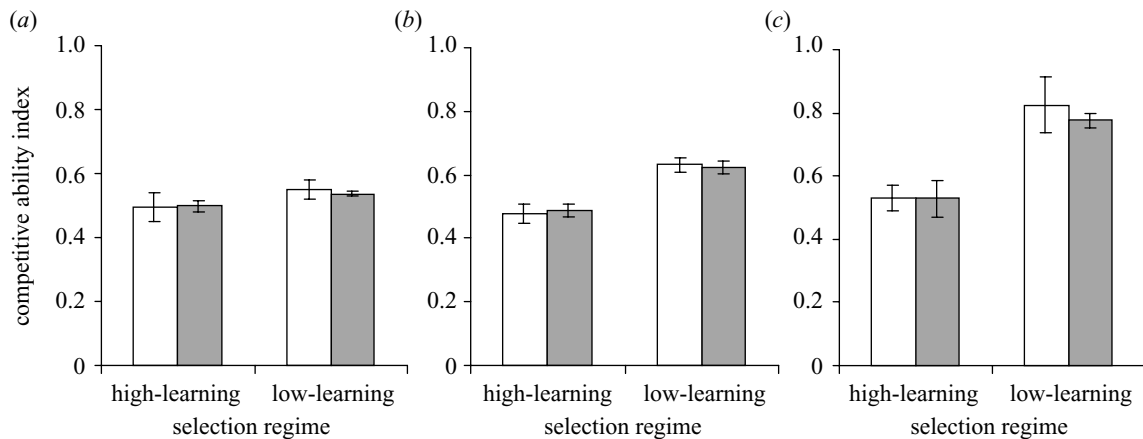 (a)
1.0
0.8
0.6
0.4
0.2
0
competitive ability index
high-learning
low-learning
selection regime
(b)
1.0
0.8
0.6
0.4
0.2
0
high-learning
low-learning
selection regime
(c)
1.0
0.8
0.6
0.4
0.2
0
high-learning
low-learning
selection regime